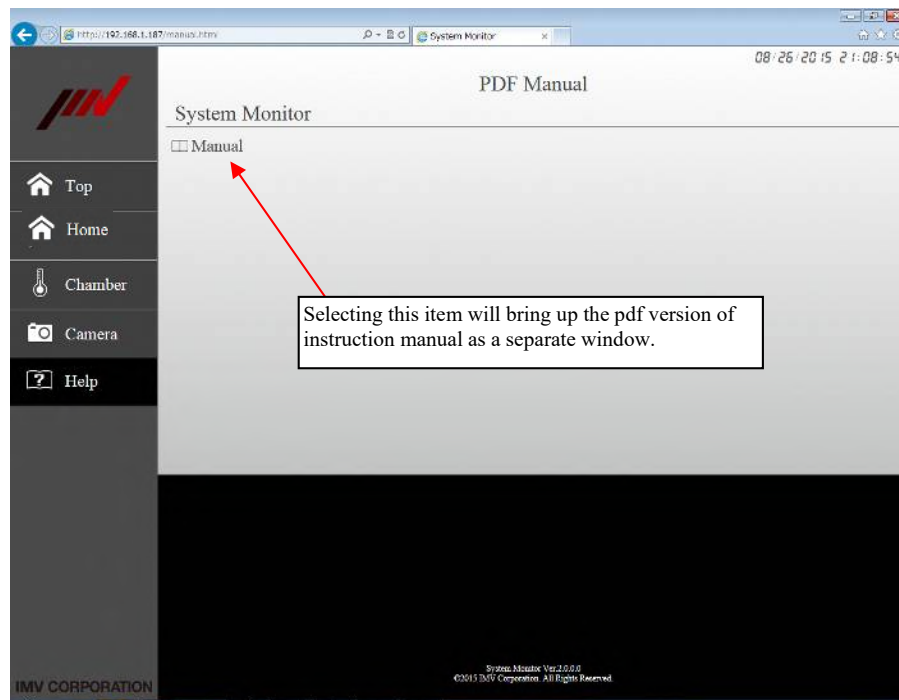 http://192.168.1.187/manual.html
System Monitor
08/26/2015 21:08:54
PDF Manual
System Monitor
Manual
Top
Home
Chamber
Camera
Help
Selecting this item will bring up the pdf version of
instruction manual as a separate window.
System Monitor Ver.2.0.0.0
©2015 IMV Corporation. All Rights Reserved.
IMV CORPORATION